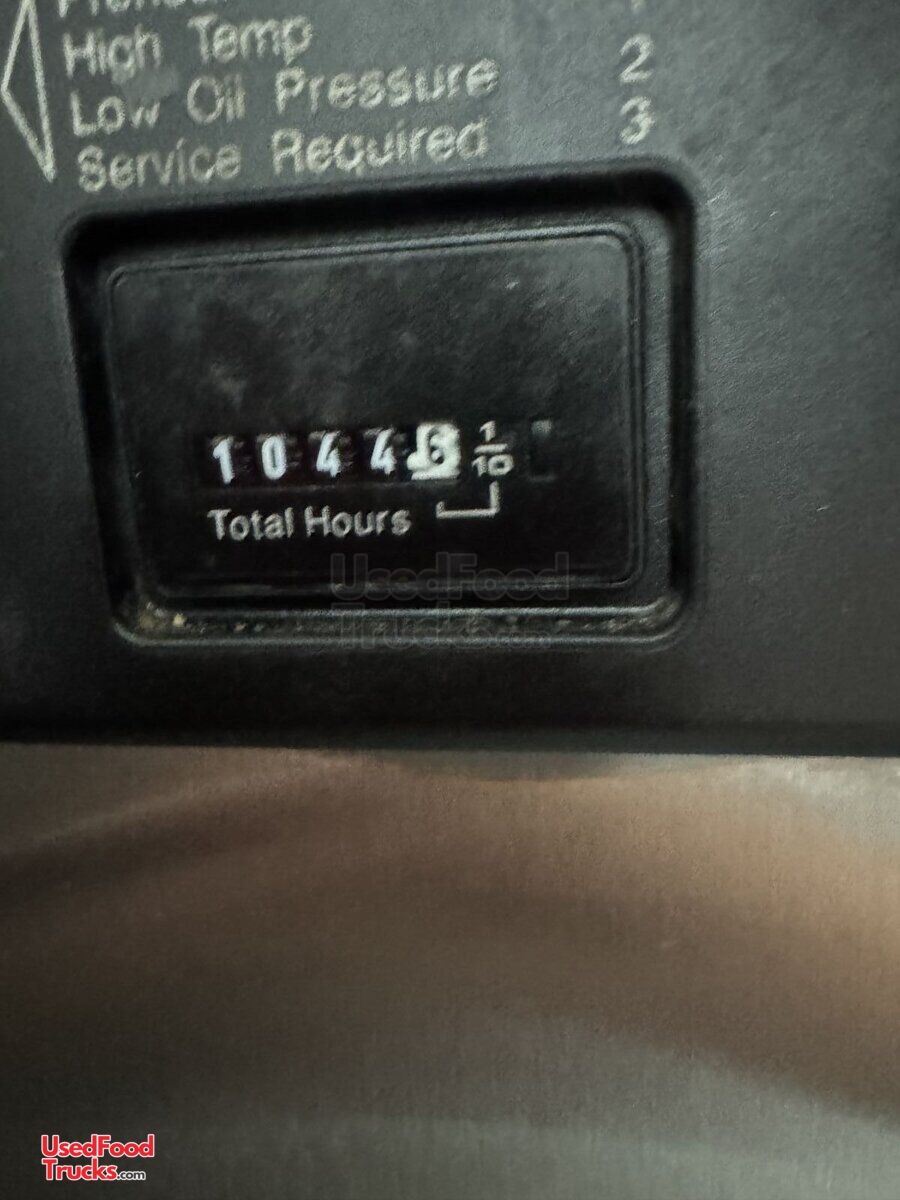 High Temp
Low Oil Pressure 2
Service Required 3
1044 1/10
Total Hours
UsedFood
Trucks.com
UsedFood
Trucks.com